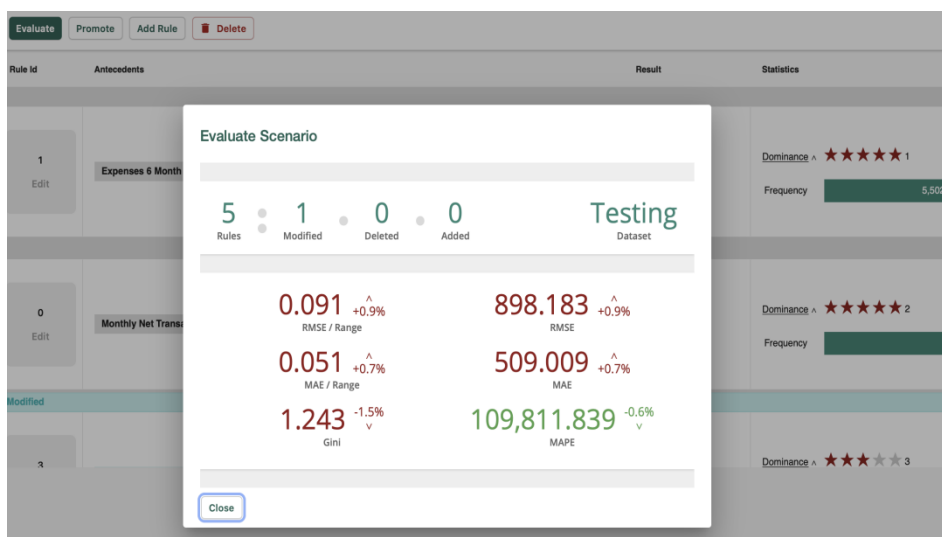 Evaluate Promote Add Rule Delete
Rule Id Antecedents Result Statistics
Evaluate Scenario
1
Edit
Expenses 6 Month
Dominance ^ 1
Frequency 5,502
5 : 1 . 0 . 0 Testing
Rules Modified Deleted Added Dataset
0
Edit
Monthly Net Transa
Dominance ^ 2
Frequency
0.091 ^ +0.9% 898.183 ^ +0.9%
RMSE / Range RMSE
0.051 ^ +0.7% 509.009 ^ +0.7%
MAE / Range MAE
Modified
1.243 -1.5% v 109,811.839 -0.6% v
Gini MAPE
3
Dominance ^ 3
Close